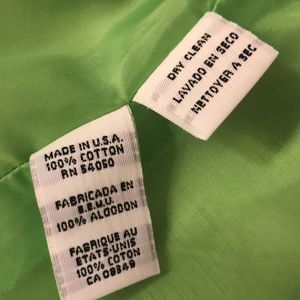 DRY CLEAN
LAVADO EN SECO
NETTOYER A SEC
MADE IN U.S.A.
100% COTTON
RN 54050
FABRICADA EN
E.E.U.U.
100% ALGODON
FABRIQUE AU
ETATS-UNIS
100% COTON
CA 08949